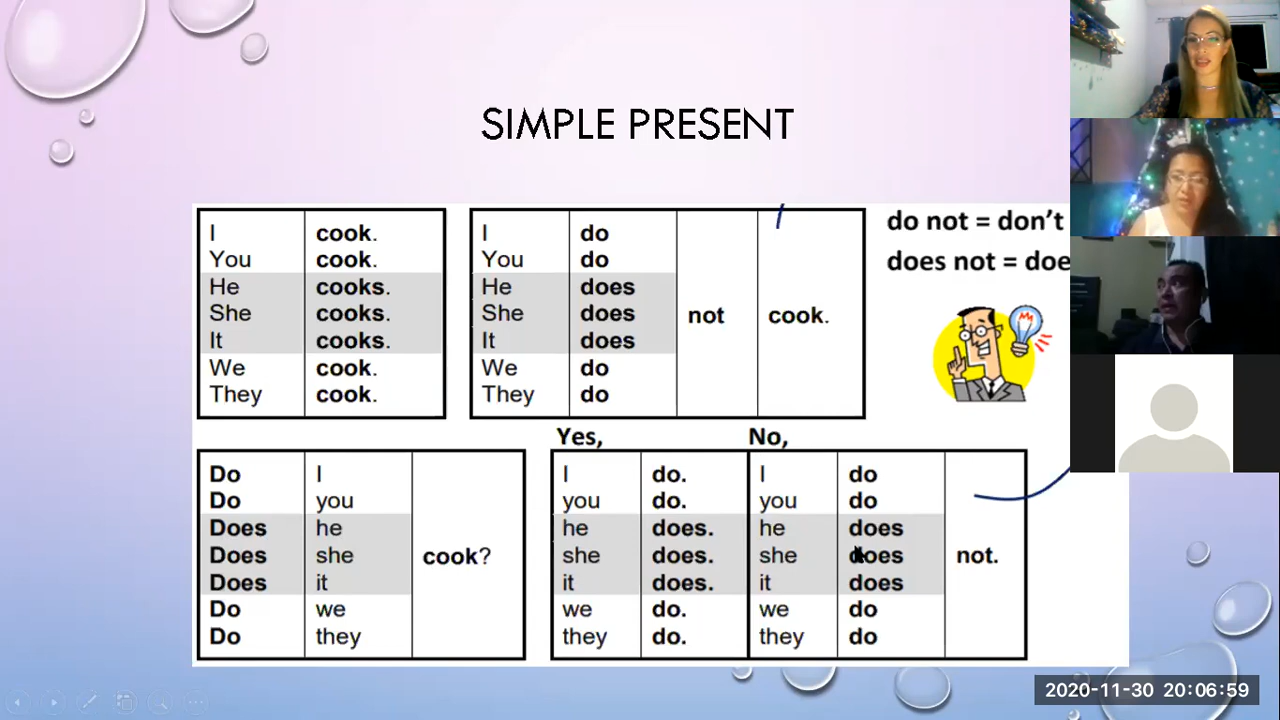 SIMPLE PRESENT
I cook.
You cook.
He cooks.
She cooks.
It cooks.
We cook.
They cook.
I do
You do
He does
She does not cook.
It does
We do
They do
do not = don't
does not = doe
Do I
Do you
Does he
Does she cook?
Does it
Do we
Do they
Yes,
I do.
you do.
he does.
she does.
it does.
we do.
they do.
No,
I do
you do
he does
she does not.
it does
we do
they do
2020-11-30 20:06:59